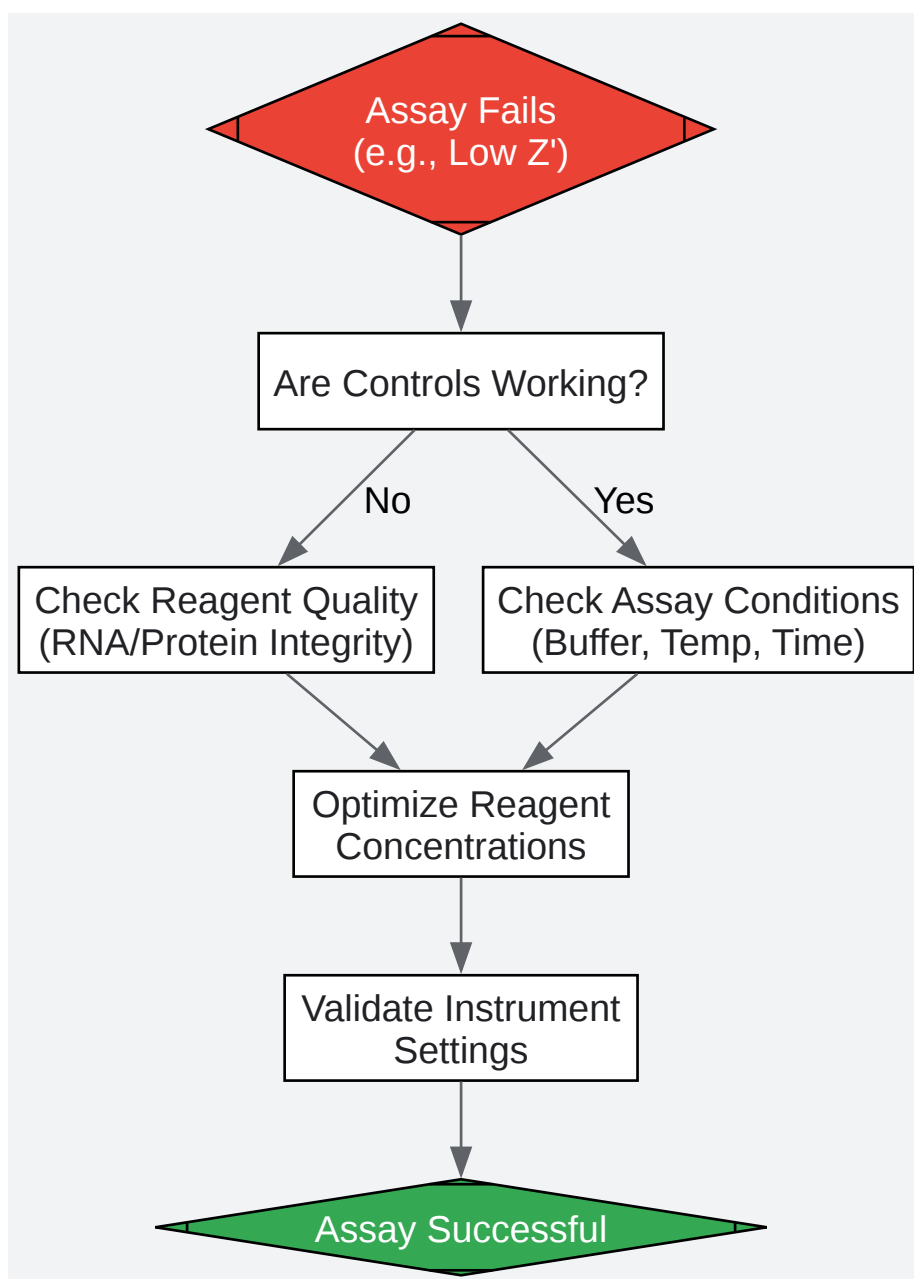 Assay Fails
(e.g., Low Z')
Are Controls Working?
No
Yes
Check Reagent Quality
(RNA/Protein Integrity)
Check Assay Conditions
(Buffer, Temp, Time)
Optimize Reagent
Concentrations
Validate Instrument
Settings
Assay Successful